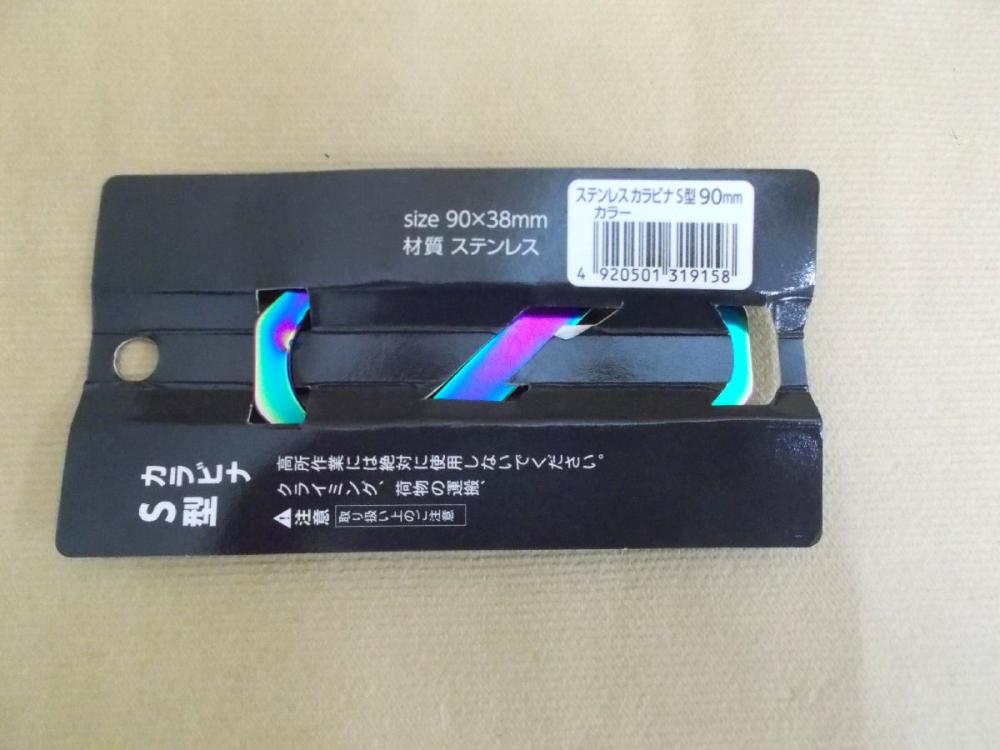 size 90×38mm
材質 ステンレス
ステンレス カラビナ S型 90mm
カラー
4 920501 319158
S型
カラビナ
⚠注意 取り扱い上のご注意
クライミング、荷物の運搬、
高所作業には絶対に使用しないでください。